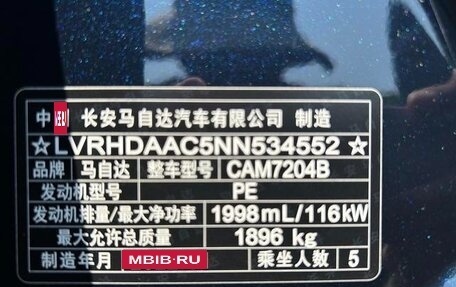 中 长安马自达汽车有限公司 制造
☆LVRHDAAC5NN534552☆
品牌 马自达 整车型号 CAM7204B
发动机型号 PE
发动机排量/最大净功率 1998mL/116kW
最大允许总质量 1896 kg
制造年月 MBIB.RU 乘坐人数 5